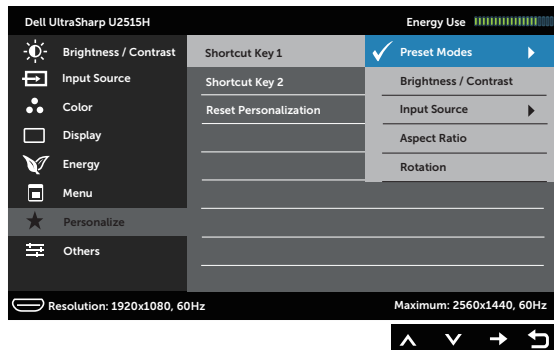 Dell UltraSharp U2515H
Energy Use
Brightness / Contrast
Input Source
Color
Display
Energy
Menu
Personalize
Others
Shortcut Key 1
Shortcut Key 2
Reset Personalization
Preset Modes
Brightness / Contrast
Input Source
Aspect Ratio
Rotation
Resolution: 1920x1080, 60Hz
Maximum: 2560x1440, 60Hz